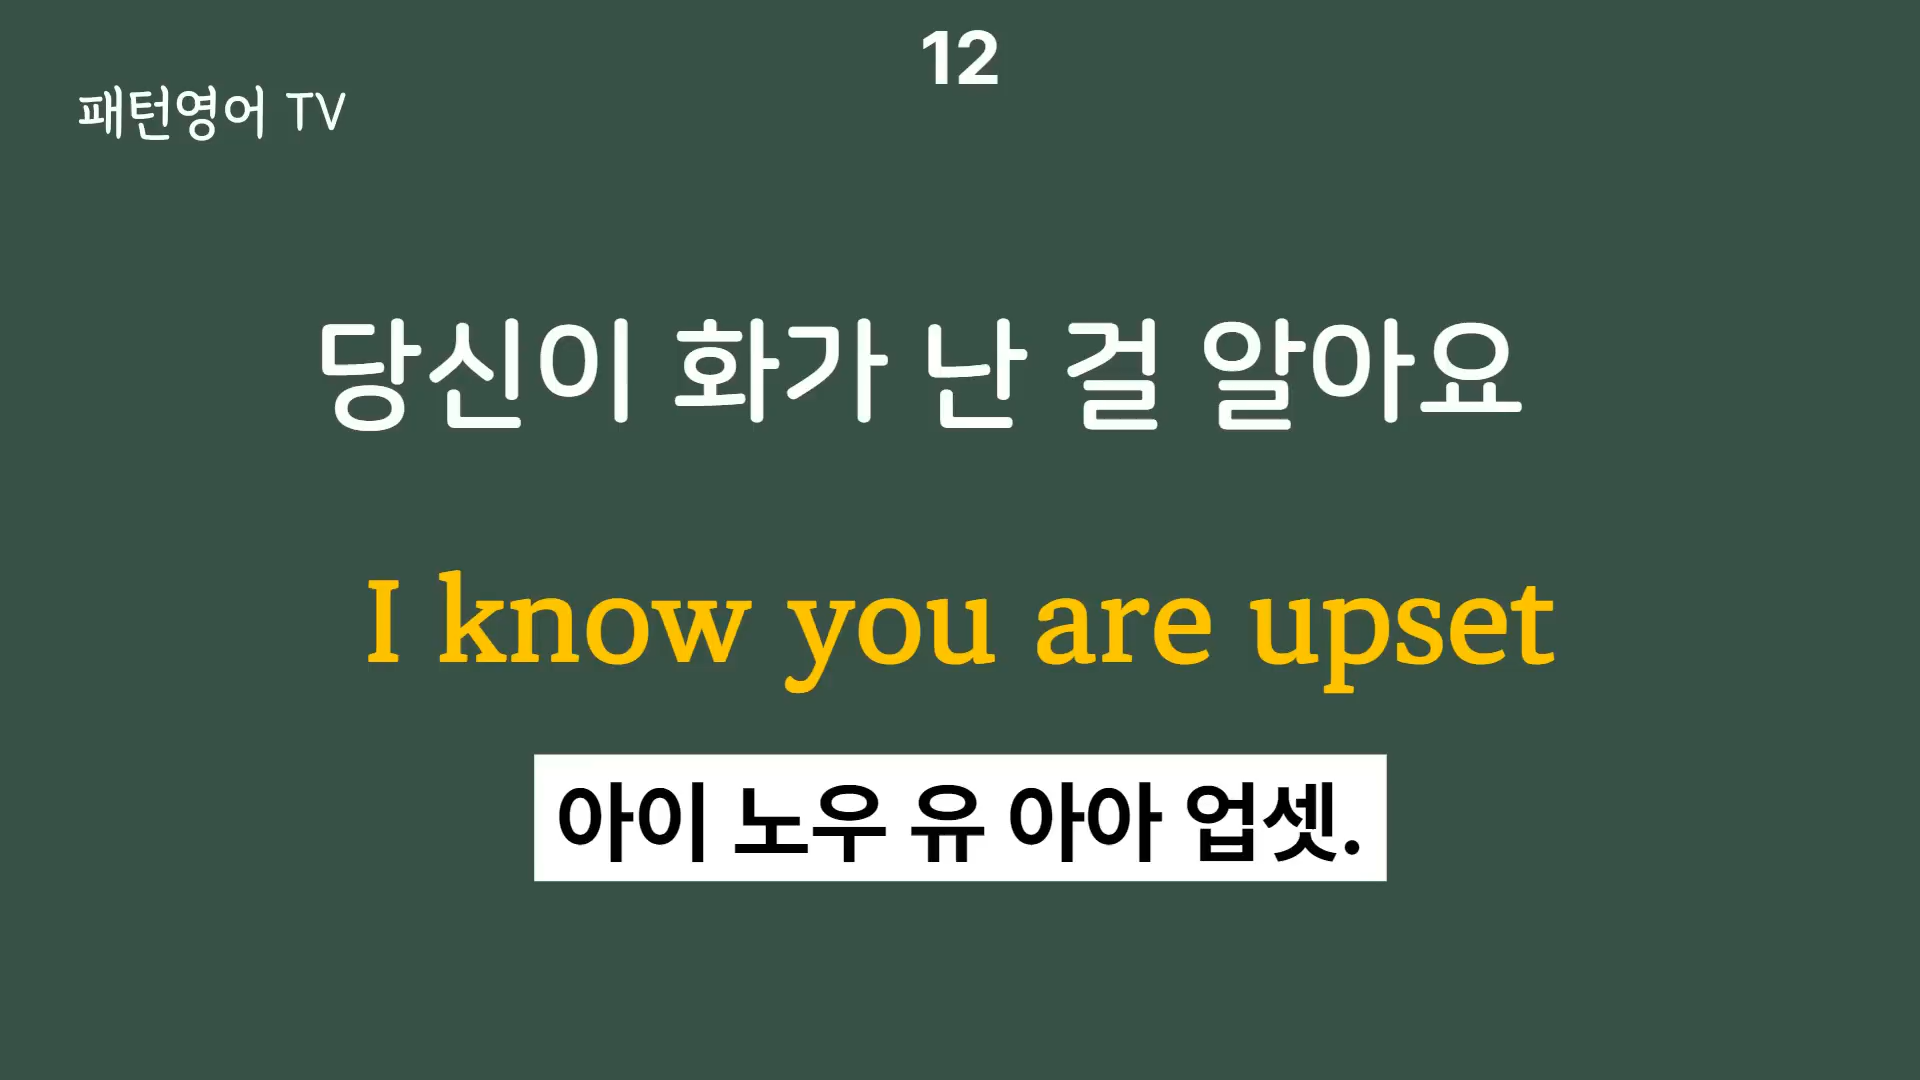 12
패턴영어 TV
당신이 화가 난 걸 알아요
I know you are upset
아이 노우 유 아아 업셋.